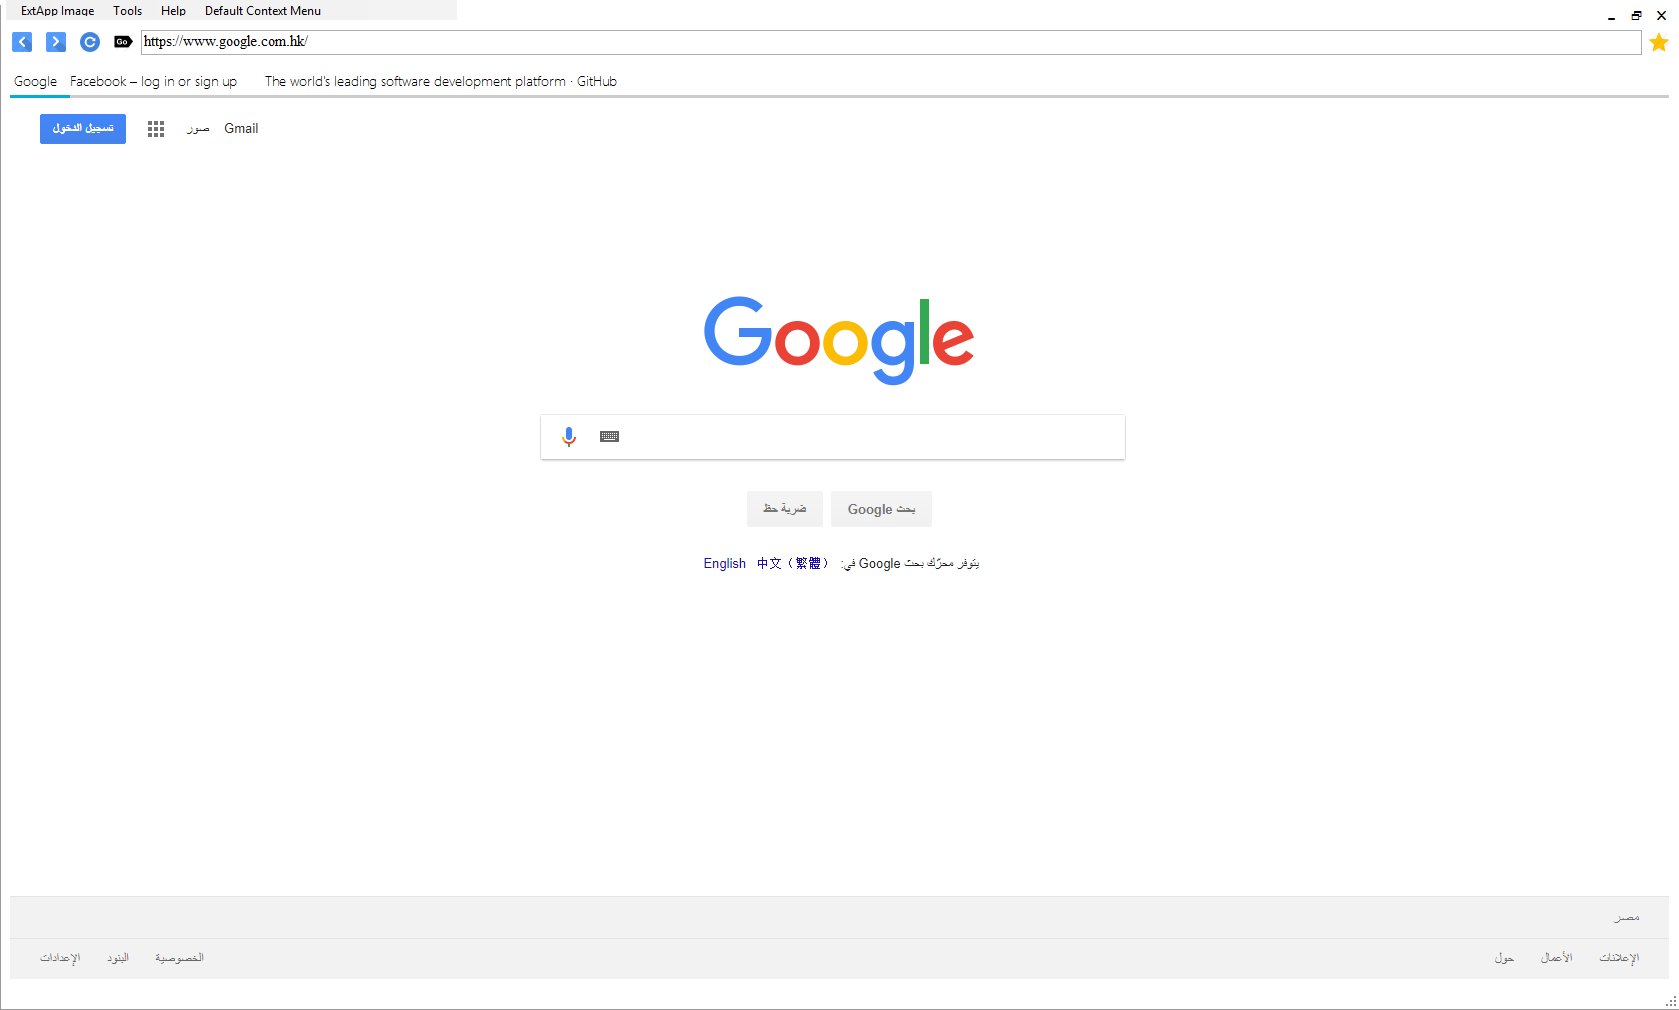 ExtApp Image Tools Help Default Context Menu
Go https://www.google.com.hk/
Google Facebook – log in or sign up The world's leading software development platform · GitHub
تسجيل الدخول صور Gmail
Google
بحث Google ضربة حظ
يتوفر محرّك بحث Google في: 中文（繁體） English
مصر
الإعلانات الأعمال حول الخصوصية البنود الإعدادات